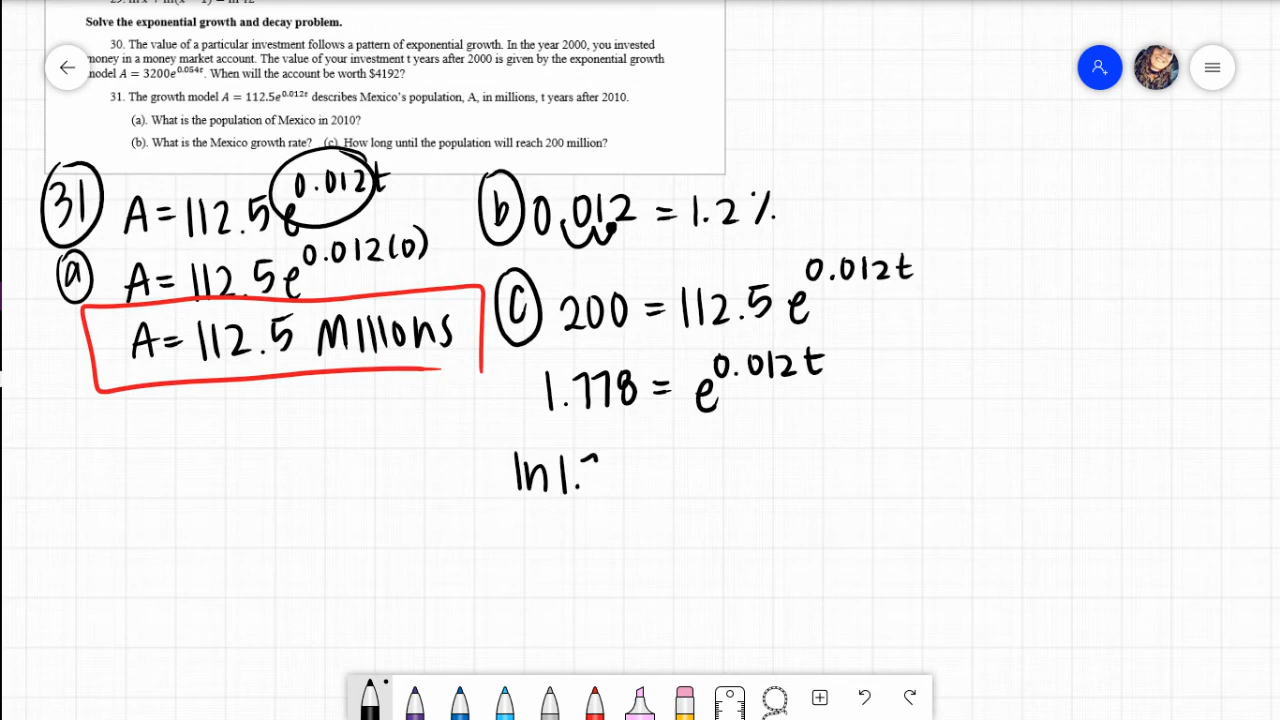 Solve the exponential growth and decay problem.
30. The value of a particular investment follows a pattern of exponential growth. In the year 2000, you invested
money in a money market account. The value of your investment t years after 2000 is given by the exponential growth
model A = 3200e^0.054t. When will the account be worth $4192?
31. The growth model A = 112.5e^0.012t describes Mexico's population, A, in millions, t years after 2010.
(a). What is the population of Mexico in 2010?
(b). What is the Mexico growth rate? (c). How long until the population will reach 200 million?
31 A = 112.5e^0.012t
a A = 112.5e^0.012(0)
A = 112.5 Millons
b 0.012 = 1.2%
c 200 = 112.5 e^0.012t
1.778 = e^0.012t
ln 1.